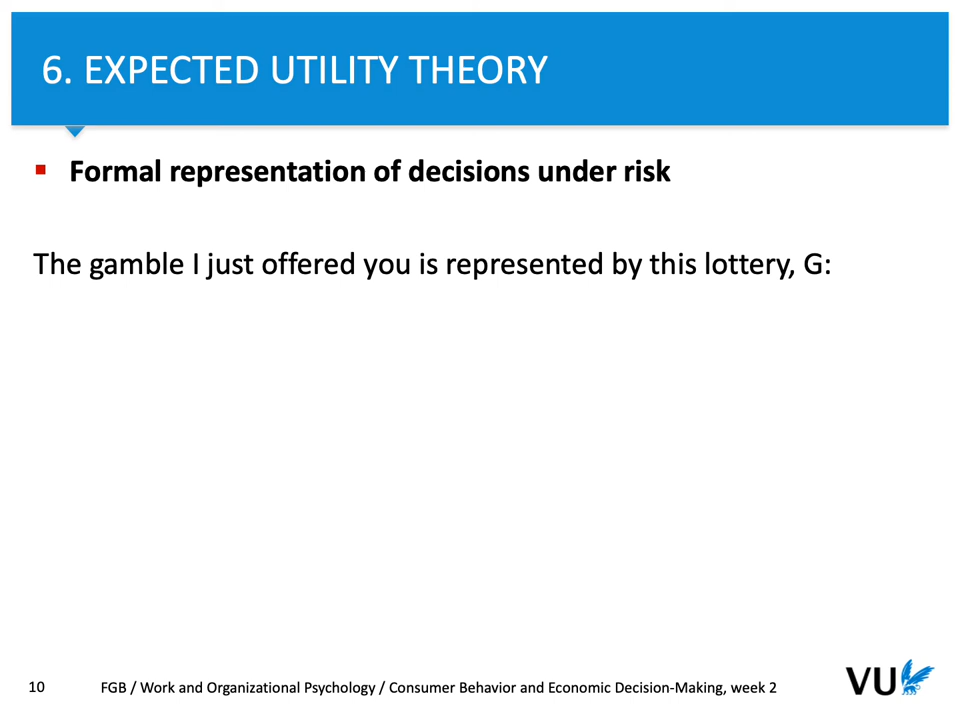 6. EXPECTED UTILITY THEORY
Formal representation of decisions under risk
The gamble I just offered you is represented by this lottery, G:
10 FGB / Work and Organizational Psychology / Consumer Behavior and Economic Decision-Making, week 2
VU